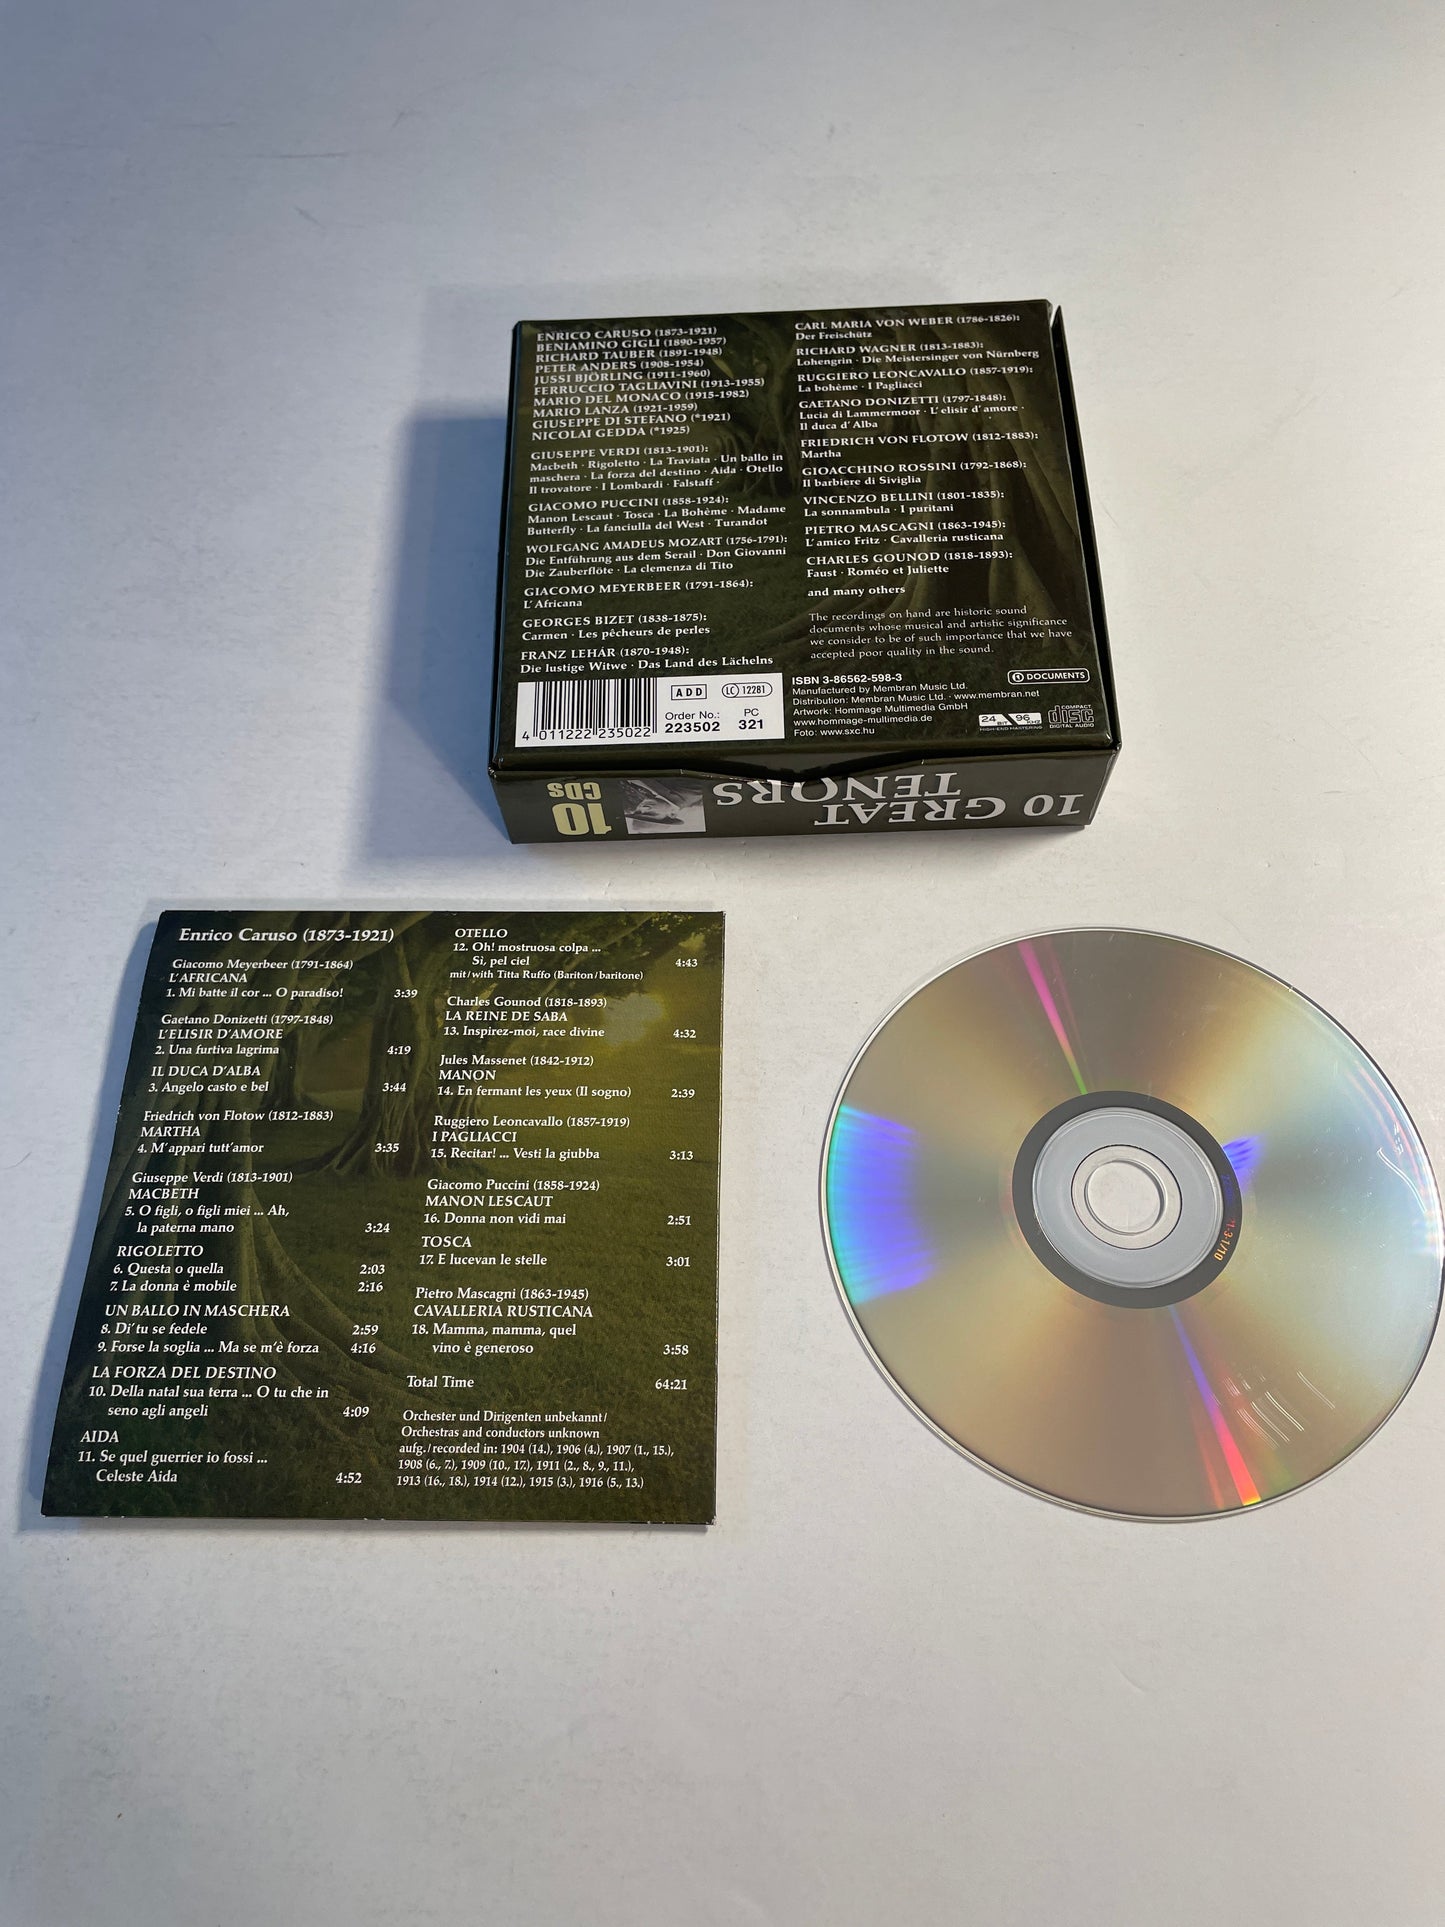 ENRICO CARUSO (1873-1921)
BENIAMINO GIGLI (1890-1957)
RICHARD TAUBER (1891-1948)
PETER ANDERS (1908-1954)
JUSSI BJÖRLING (1911-1960)
FERRUCCIO TAGLIAVINI (1913-1955)
MARIO DEL MONACO (1915-1982)
MARIO LANZA (1921-1959)
GIUSEPPE DI STEFANO (*1921)
NICOLAI GEDDA (*1925)
GIUSEPPE VERDI (1813-1901):
Macbeth · Rigoletto · La Traviata · Un ballo in
maschera · La forza del destino · Aida · Otello
Il trovatore · I Lombardi · Falstaff ·
GIACOMO PUCCINI (1858-1924):
Manon Lescaut · Tosca · La Bohème · Madame
Butterfly · La fanciulla del West · Turandot
WOLFGANG AMADEUS MOZART (1756-1791):
Die Entführung aus dem Serail · Don Giovanni
Die Zauberflöte · La clemenza di Tito
GIACOMO MEYERBEER (1791-1864):
L'Africana
GEORGES BIZET (1838-1875):
Carmen · Les pêcheurs de perles
FRANZ LEHÁR (1870-1948):
Die lustige Witwe · Das Land des Lächelns
CARL MARIA VON WEBER (1786-1826):
Der Freischütz
RICHARD WAGNER (1813-1883):
Lohengrin · Die Meistersinger von Nürnberg
RUGGIERO LEONCAVALLO (1857-1919):
La bohème · I Pagliacci
GAETANO DONIZETTI (1797-1848):
Lucia di Lammermoor · L'elisir d'amore ·
Il duca d'Alba
FRIEDRICH VON FLOTOW (1812-1883):
Martha
GIOACCHINO ROSSINI (1792-1868):
Il barbiere di Siviglia
VINCENZO BELLINI (1801-1835):
La sonnambula · I puritani
PIETRO MASCAGNI (1863-1945):
L'amico Fritz · Cavalleria rusticana
CHARLES GOUNOD (1818-1893):
Faust · Roméo et Juliette
and many others
The recordings on hand are historic sound
documents whose musical and artistic significance
we consider to be of such importance that we have
accepted poor quality in the sound.
4 011222 235022
ADD
LC 12281
Order No.: PC
223502 321
ISBN 3-86562-598-3
Manufactured by Membran Music Ltd.
Distribution: Membran Music Ltd. · www.membran.net
Artwork: Hommage Multimedia GmbH
www.hommage-multimedia.de
Foto: www.sxc.hu
DOCUMENTS
24 BIT 96 KHZ
HIGH-END MASTERING
COMPACT
disc
DIGITAL AUDIO
10 GREAT
TENORS
10
CDs
Enrico Caruso (1873-1921)
Giacomo Meyerbeer (1791-1864)
L'AFRICANA
1. Mi batte il cor ... O paradiso! 3:39
Gaetano Donizetti (1797-1848)
L'ELISIR D'AMORE
2. Una furtiva lagrima 4:19
IL DUCA D'ALBA
3. Angelo casto e bel 3:44
Friedrich von Flotow (1812-1883)
MARTHA
4. M'appari tutt'amor 3:35
Giuseppe Verdi (1813-1901)
MACBETH
5. O figli, o figli miei ... Ah,
la paterna mano 3:24
RIGOLETTO
6. Questa o quella 2:03
7. La donna è mobile 2:16
UN BALLO IN MASCHERA
8. Di' tu se fedele 2:59
9. Forse la soglia ... Ma se m'è forza 4:16
LA FORZA DEL DESTINO
10. Della natal sua terra ... O tu che in
seno agli angeli 4:09
AIDA
11. Se quel guerrier io fossi ...
Celeste Aida 4:52
OTELLO
12. Oh! mostruosa colpa ...
Sì, pel ciel 4:43
mit/with Titta Ruffo (Bariton/baritone)
Charles Gounod (1818-1893)
LA REINE DE SABA
13. Inspirez-moi, race divine 4:32
Jules Massenet (1842-1912)
MANON
14. En fermant les yeux (Il sogno) 2:39
Ruggiero Leoncavallo (1857-1919)
I PAGLIACCI
15. Recitar! ... Vesti la giubba 3:13
Giacomo Puccini (1858-1924)
MANON LESCAUT
16. Donna non vidi mai 2:51
TOSCA
17. E lucevan le stelle 3:01
Pietro Mascagni (1863-1945)
CAVALLERIA RUSTICANA
18. Mamma, mamma, quel
vino è generoso 3:58
Total Time 64:21
Orchester und Dirigenten unbekannt/
Orchestras and conductors unknown
aufg./recorded in: 1904 (14.), 1906 (4.), 1907 (1., 15.),
1908 (6., 7.), 1909 (10., 17.), 1911 (2., 8., 9., 11.),
1913 (16., 18.), 1914 (12.), 1915 (3.), 1916 (5., 13.)